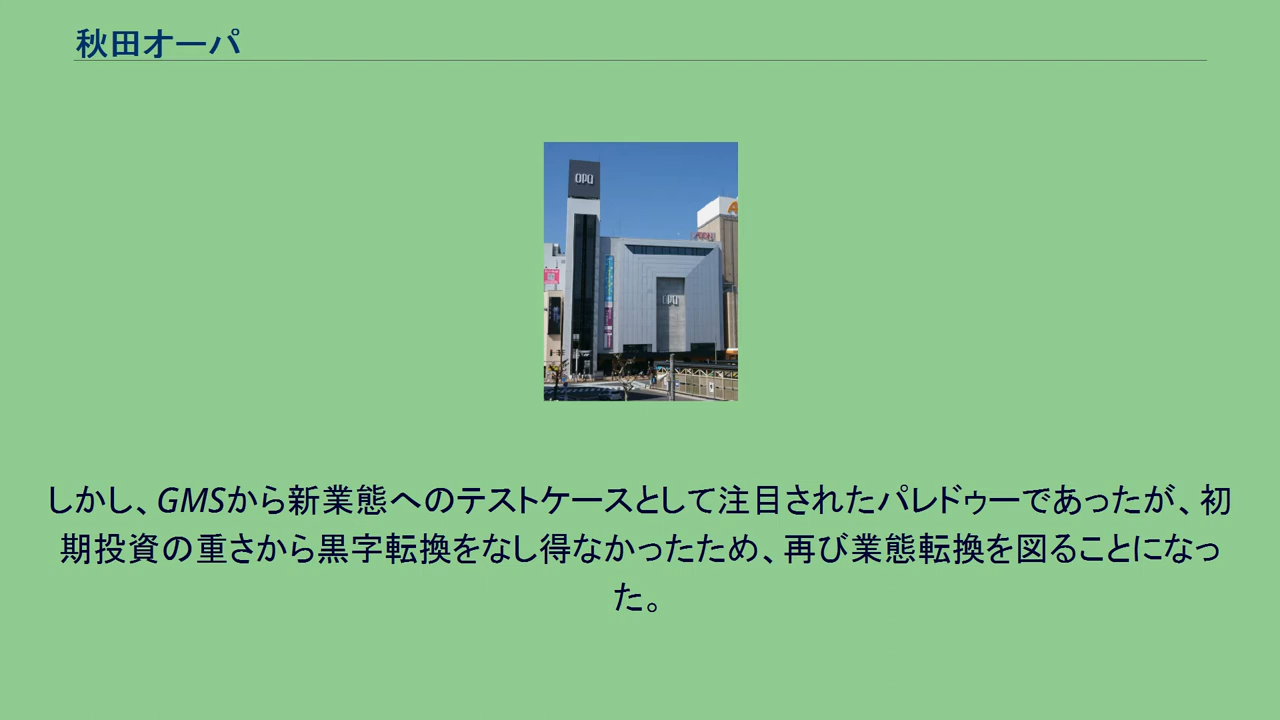 秋田オーパ
OPA
OPA
しかし、GMSから新業態へのテストケースとして注目されたパレドゥーであったが、初
期投資の重さから黒字転換をなし得なかったため、再び業態転換を図ることになっ
た。